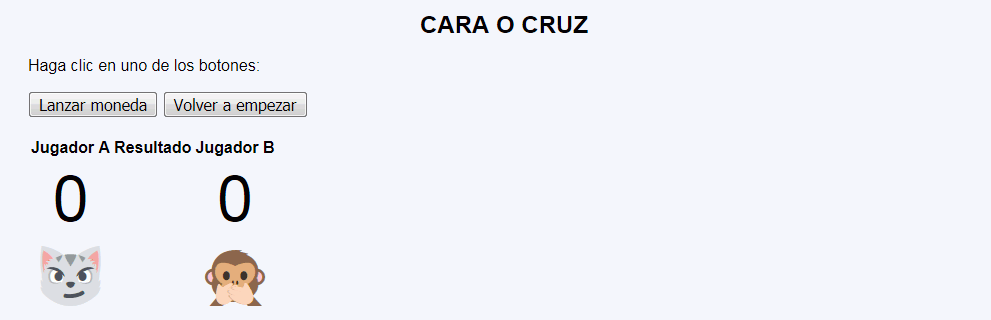 CARA O CRUZ
Haga clic en uno de los botones:
Lanzar moneda Volver a empezar
Jugador A Resultado Jugador B
0 0